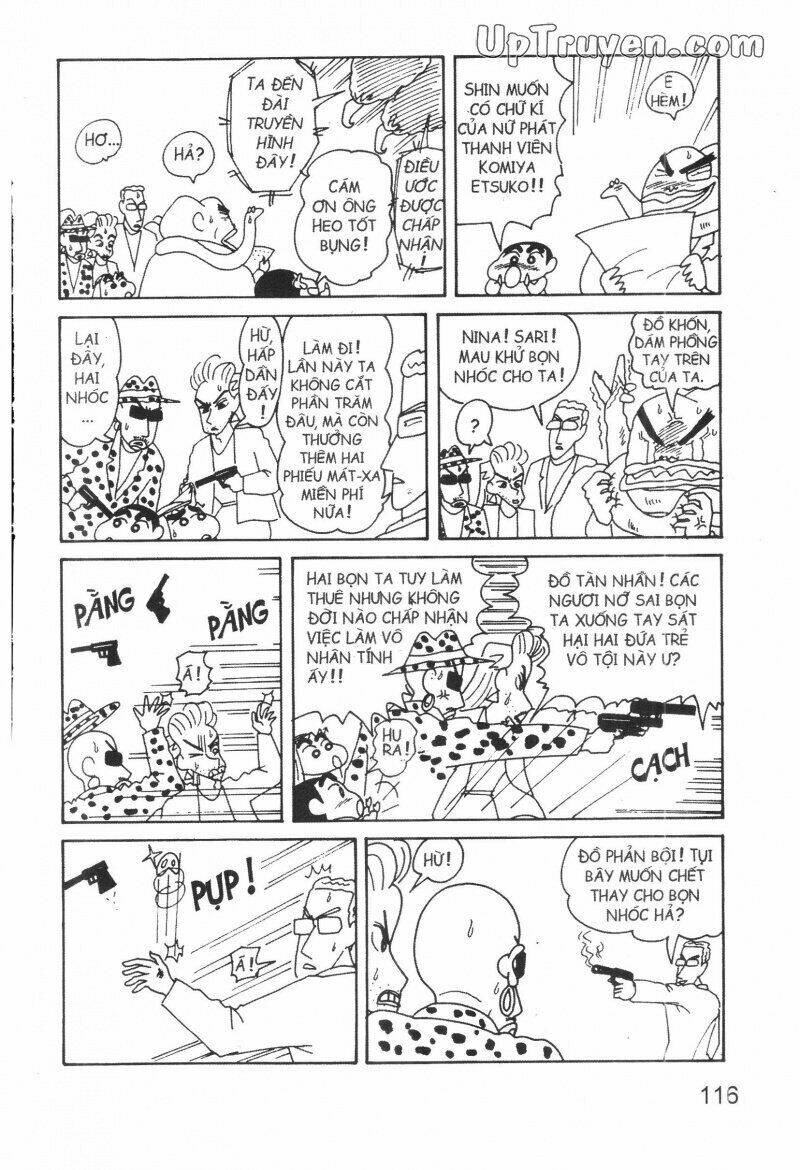 UpTruyen.com
È
HÈM!
SHIN MUỐN
CÓ CHỮ KÍ
CỦA NỮ PHÁT
THANH VIÊN
KOMIYA
ETSUKO!!
ĐIỀU
ƯỚC
ĐƯỢC
CHẤP
NHẬN!
CÁM
ƠN ÔNG
HEO TỐT
BỤNG!
TA ĐẾN
ĐÀI
TRUYỀN
HÌNH
ĐÂY!
HẢ?
HƠ...
ĐỒ KHỐN,
DÁM PHỖNG
TAY TRÊN
CỦA TA.
NINA! SARI!
MAU KHỬ BỌN
NHÓC CHO TA!
?
LÀM ĐI!
LẦN NÀY TA
KHÔNG CẮT
PHẦN TRĂM
ĐÂU, MÀ CÒN
THƯỞNG
THÊM HAI
PHIẾU MÁT-XA
MIỄN PHÍ
NỮA!
HỪ,
HẤP
DẪN
ĐẤY!
LẠI
ĐÂY,
HAI
NHÓC
...
ĐỒ TÀN NHẪN! CÁC
NGƯƠI NỠ SAI BỌN
TA XUỐNG TAY SÁT
HẠI HAI ĐỨA TRẺ
VÔ TỘI NÀY Ư?
HAI BỌN TA TUY LÀM
THUÊ NHƯNG KHÔNG
ĐỜI NÀO CHẤP NHẬN
VIỆC LÀM VÔ
NHÂN TÍNH
ẤY!!
HU
RA!
CẠCH
PẰNG
PẰNG
Á!
ĐỒ PHẢN BỘI! TỤI
BÂY MUỐN CHẾT
THAY CHO BỌN
NHÓC HẢ?
HỪ!
PỤP!
Á!
116